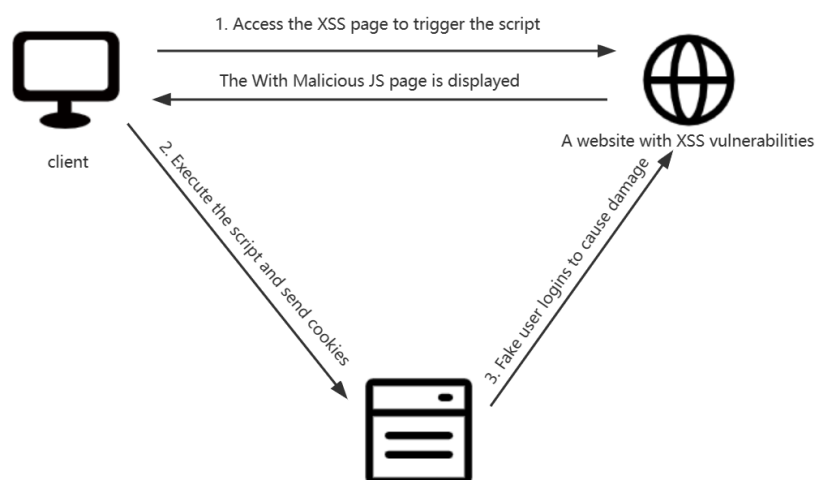 1. Access the XSS page to trigger the script
The With Malicious JS page is displayed
client
A website with XSS vulnerabilities
2. Execute the script and send cookies
3. Fake user logins to cause damage